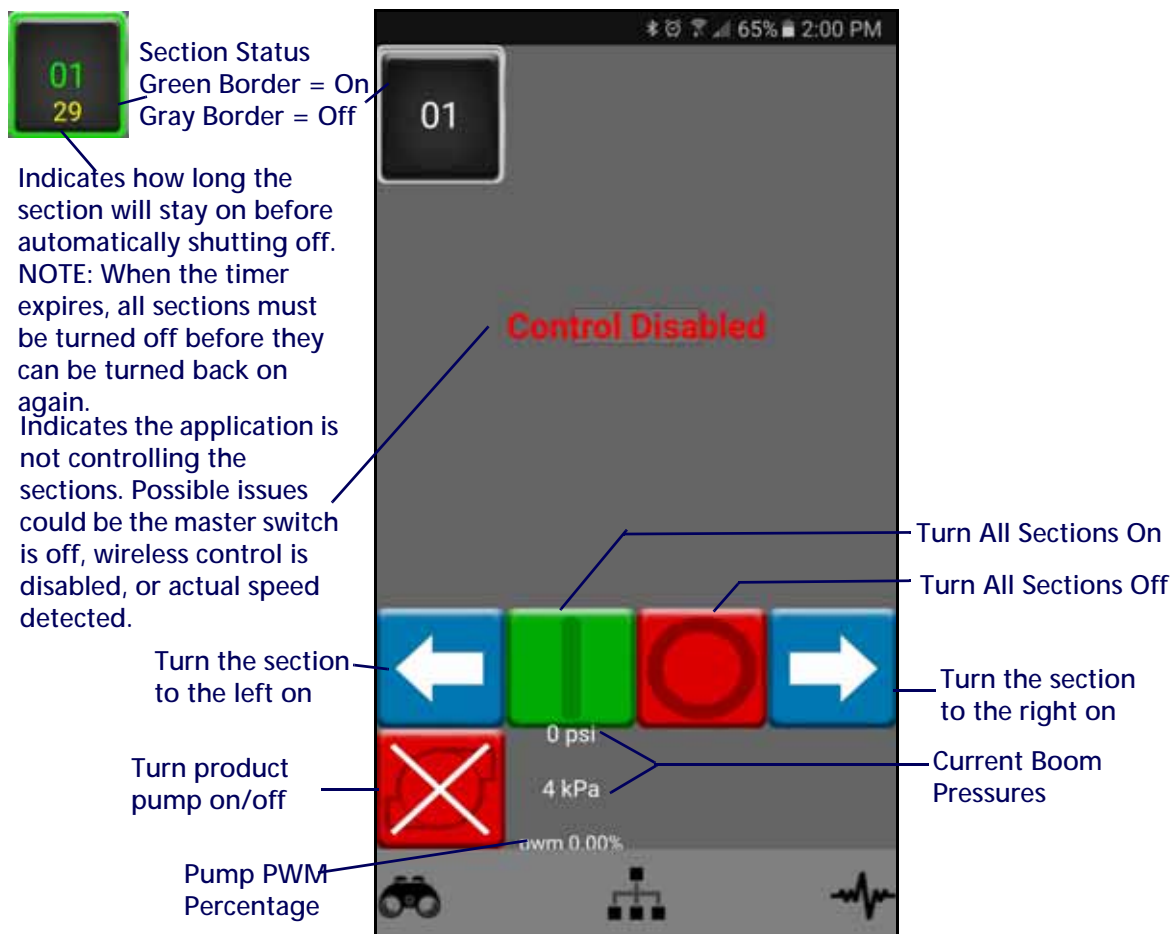 65% 2:00 PM
01
29
Section Status
Green Border = On
Gray Border = Off
01
Indicates how long the
section will stay on before
automatically shutting off.
NOTE: When the timer
expires, all sections must
be turned off before they
can be turned back on
again.
Control Disabled
Indicates the application is
not controlling the
sections. Possible issues
could be the master switch
is off, wireless control is
disabled, or actual speed
detected.
Turn All Sections On
Turn All Sections Off
Turn the section
to the left on
Turn the section
to the right on
0 psi
4 kPa
Current Boom
Pressures
Turn product
pump on/off
pwm 0.00%
Pump PWM
Percentage